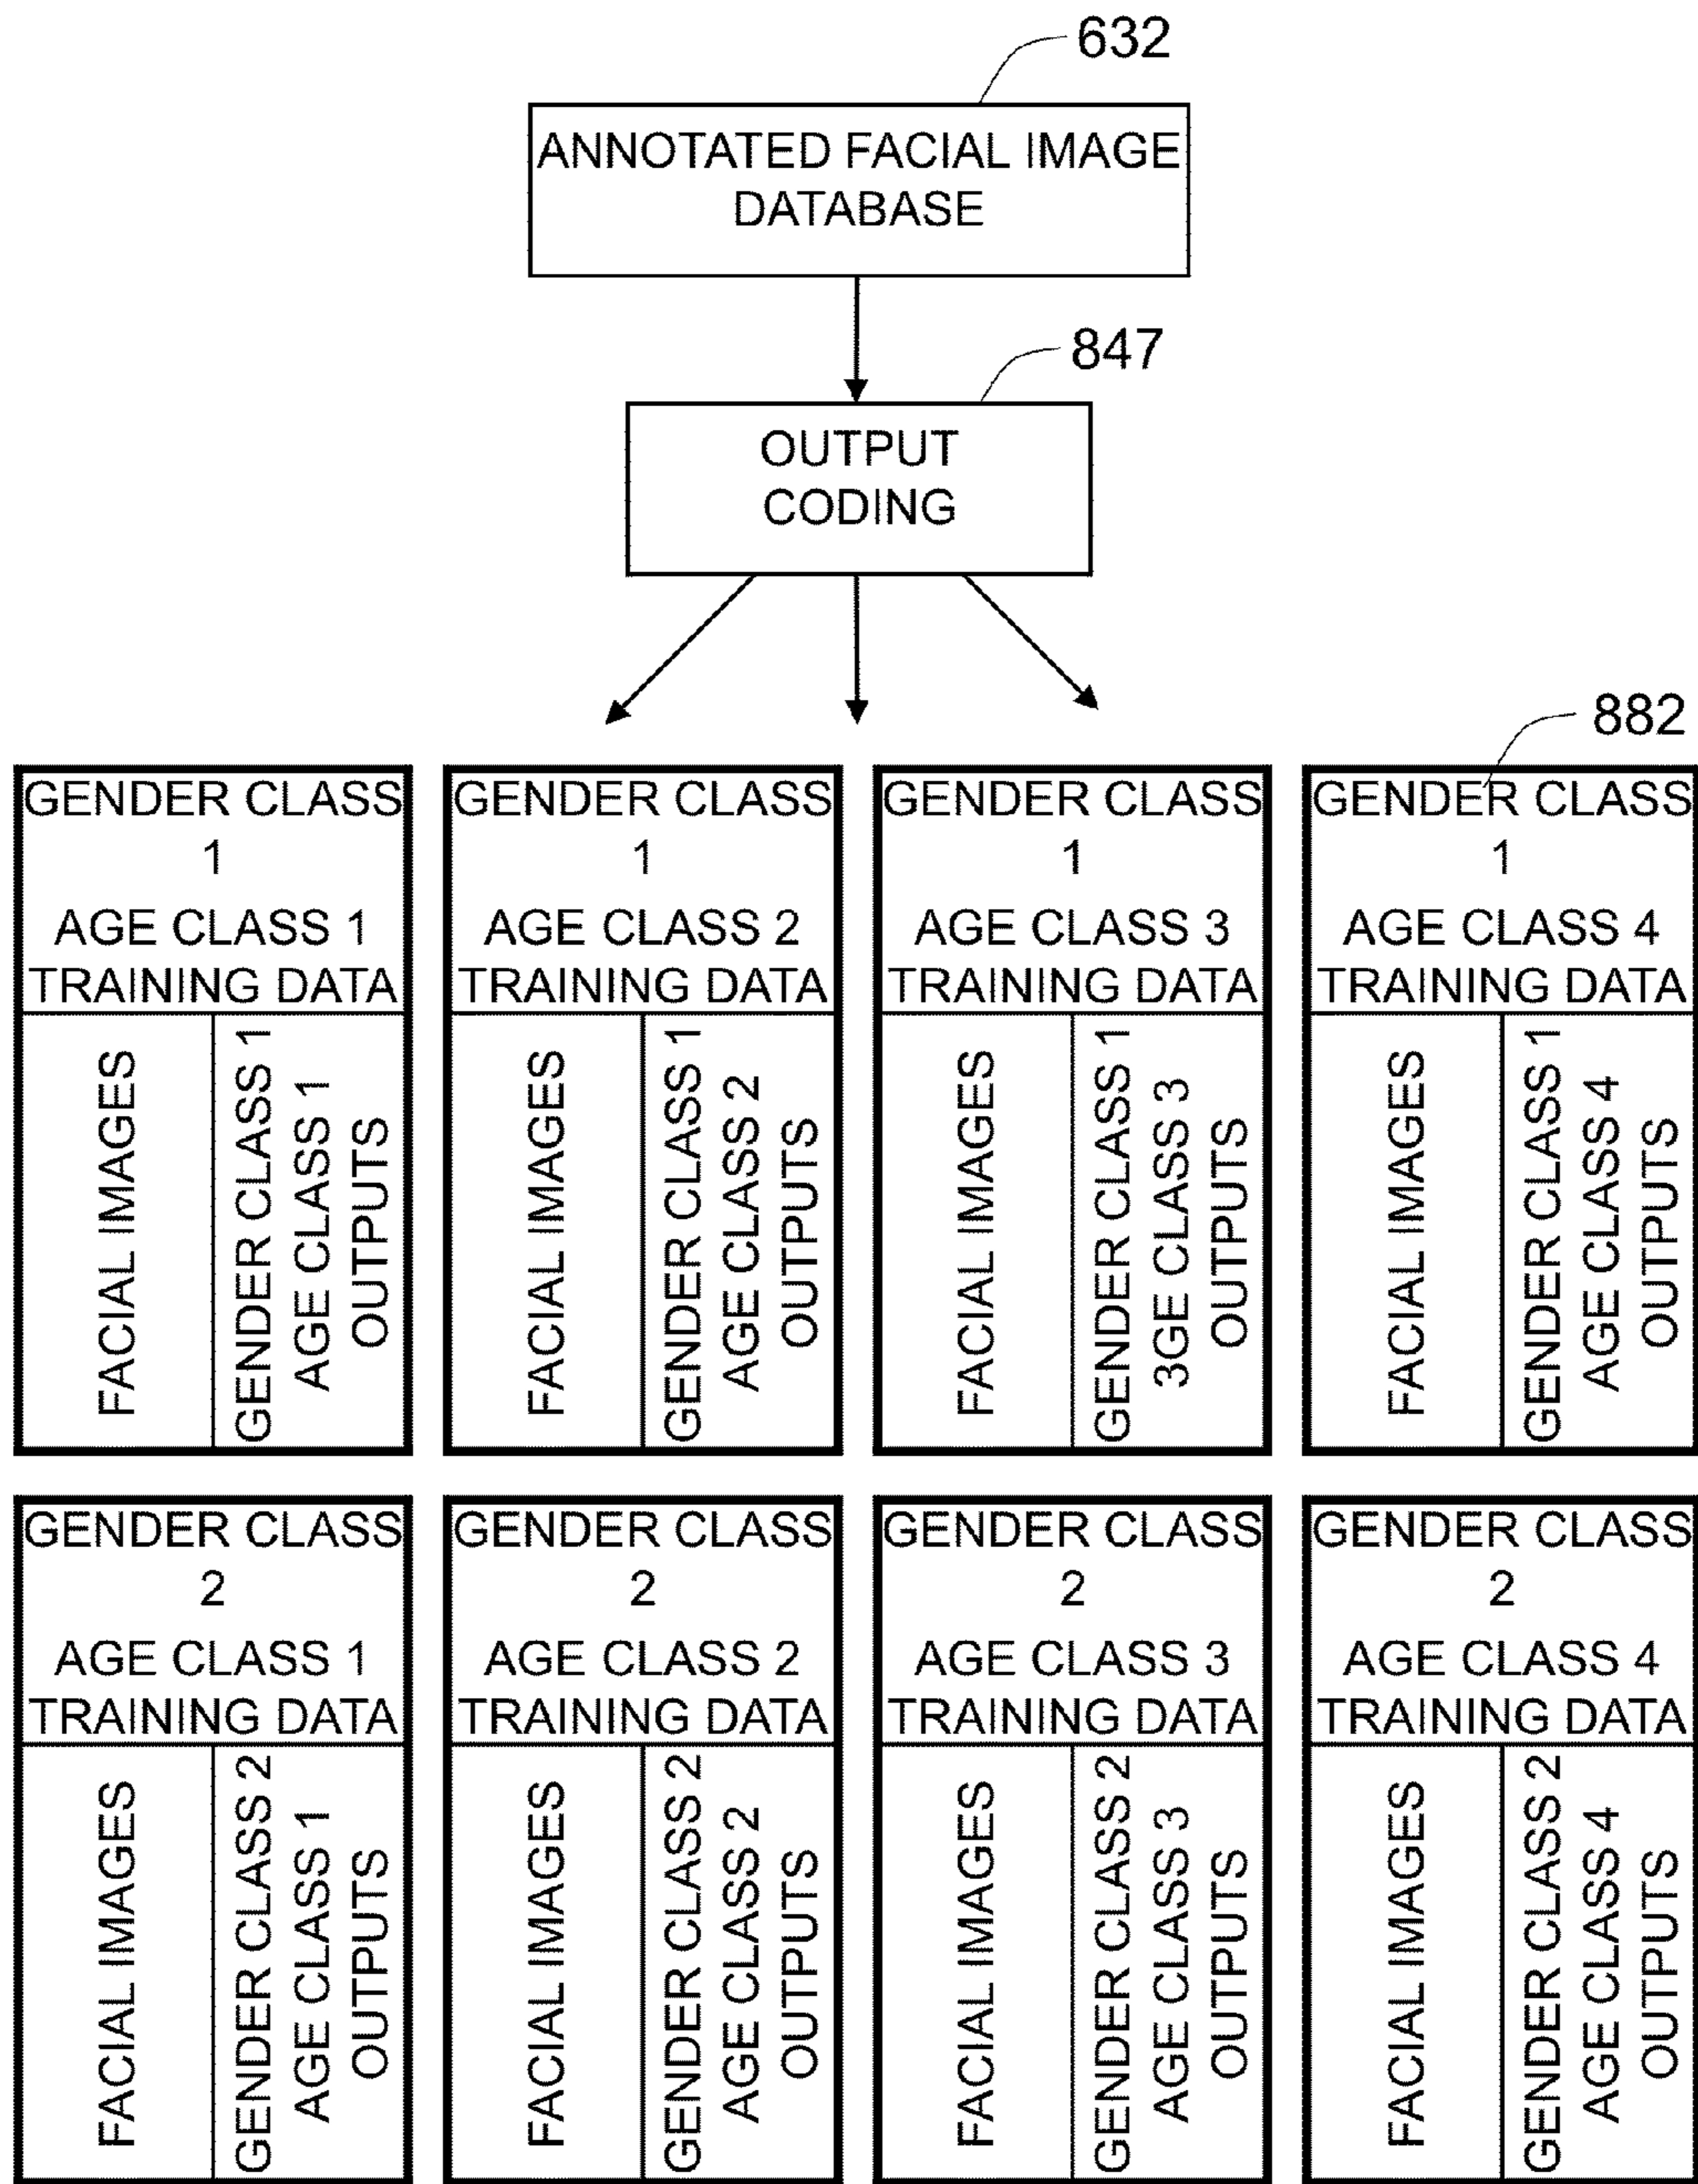 632
ANNOTATED FACIAL IMAGE
DATABASE
847
OUTPUT
CODING
882
GENDER CLASS
1
AGE CLASS 1
TRAINING DATA
FACIAL IMAGES
GENDER CLASS 1
AGE CLASS 1
OUTPUTS
GENDER CLASS
1
AGE CLASS 2
TRAINING DATA
FACIAL IMAGES
GENDER CLASS 1
AGE CLASS 2
OUTPUTS
GENDER CLASS
1
AGE CLASS 3
TRAINING DATA
FACIAL IMAGES
GENDER CLASS 1
3GE CLASS 3
OUTPUTS
GENDER CLASS
1
AGE CLASS 4
TRAINING DATA
FACIAL IMAGES
GENDER CLASS 1
AGE CLASS 4
OUTPUTS
GENDER CLASS
2
AGE CLASS 1
TRAINING DATA
FACIAL IMAGES
GENDER CLASS 2
AGE CLASS 1
OUTPUTS
GENDER CLASS
2
AGE CLASS 2
TRAINING DATA
FACIAL IMAGES
GENDER CLASS 2
AGE CLASS 2
OUTPUTS
GENDER CLASS
2
AGE CLASS 3
TRAINING DATA
FACIAL IMAGES
GENDER CLASS 2
AGE CLASS 3
OUTPUTS
GENDER CLASS
2
AGE CLASS 4
TRAINING DATA
FACIAL IMAGES
GENDER CLASS 2
AGE CLASS 4
OUTPUTS